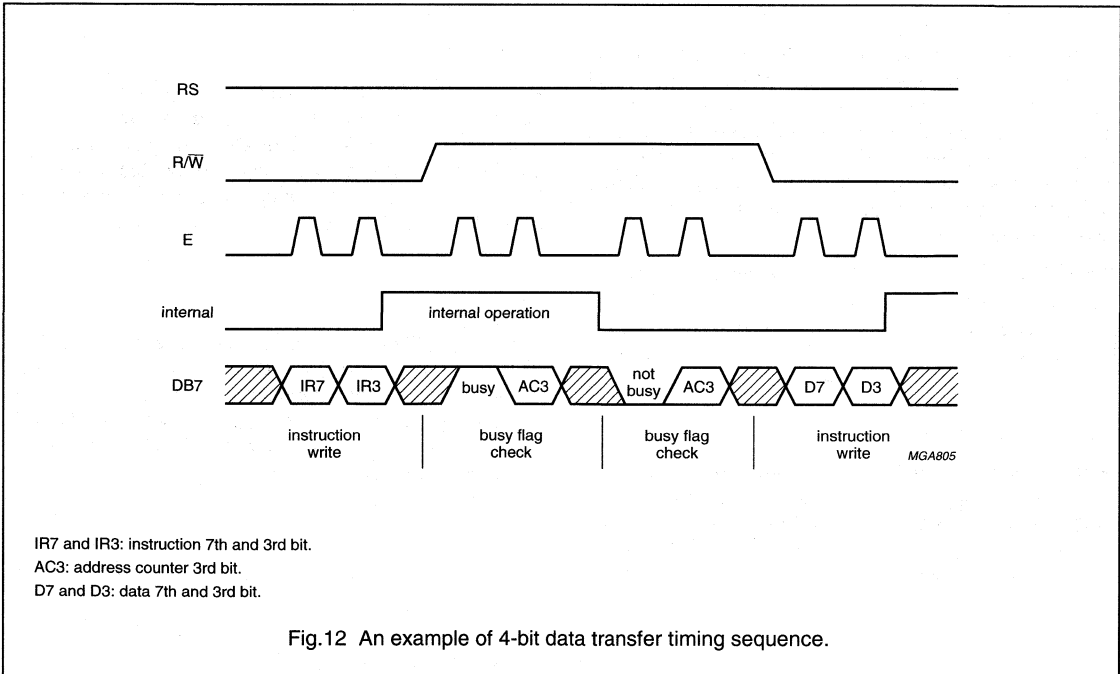 RS
R/W̅
E
internal
internal operation
DB7
IR7
IR3
busy
AC3
not
busy
AC3
D7
D3
instruction
write
busy flag
check
busy flag
check
instruction
write
MGA805
IR7 and IR3: instruction 7th and 3rd bit.
AC3: address counter 3rd bit.
D7 and D3: data 7th and 3rd bit.
Fig.12 An example of 4-bit data transfer timing sequence.